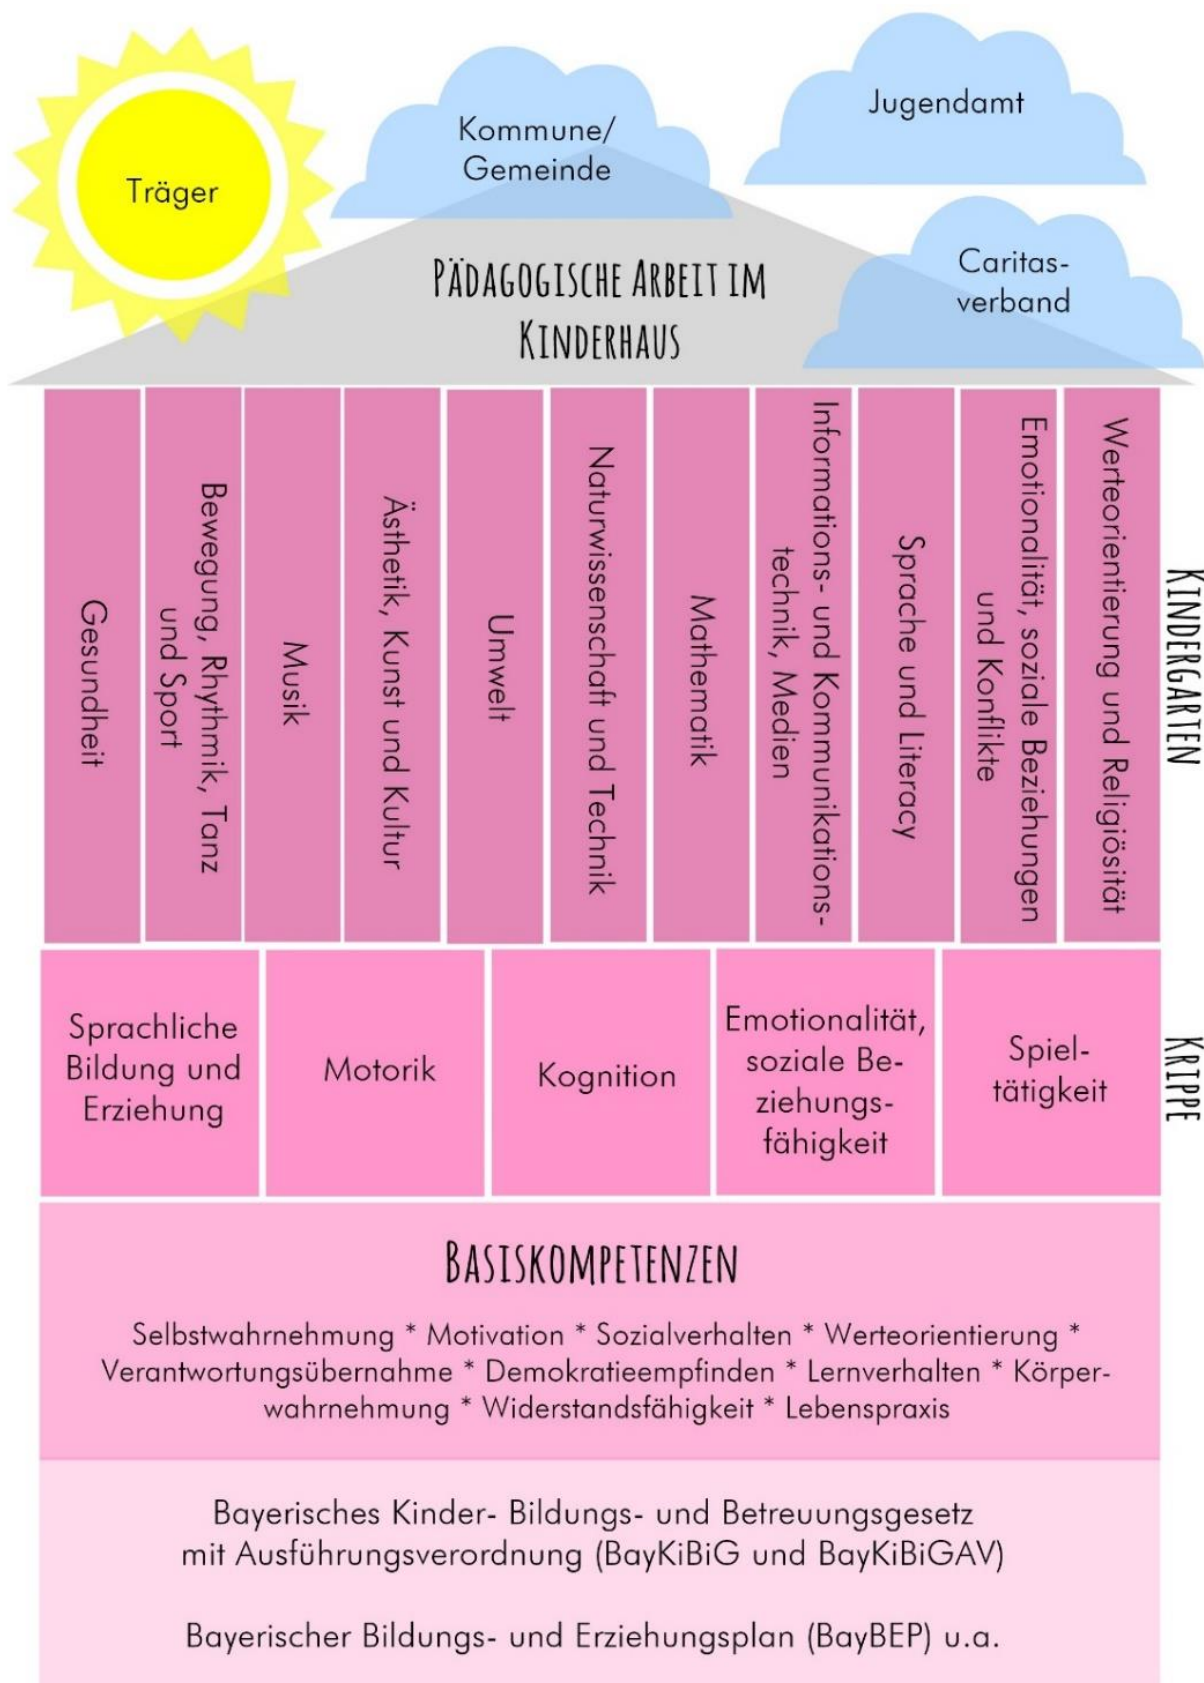 Träger
Kommune/
Gemeinde
Jugendamt
Caritas-
verband
PÄDAGOGISCHE ARBEIT IM
KINDERHAUS
Gesundheit
Bewegung, Rhythmik, Tanz
und Sport
Musik
Ästhetik, Kunst und Kultur
Umwelt
Naturwissenschaft und Technik
Mathematik
Informations- und Kommunikations-
technik, Medien
Sprache und Literacy
Emotionalität, soziale Beziehungen
und Konflikte
Werteorientierung und Religiösität
KINDERGARTEN
Sprachliche
Bildung und
Erziehung
Motorik
Kognition
Emotionalität,
soziale Be-
ziehungs-
fähigkeit
Spiel-
tätigkeit
KRIPPE
BASISKOMPETENZEN
Selbstwahrnehmung * Motivation * Sozialverhalten * Werteorientierung *
Verantwortungsübernahme * Demokratieempfinden * Lernverhalten * Körper-
wahrnehmung * Widerstandsfähigkeit * Lebenspraxis
Bayerisches Kinder- Bildungs- und Betreuungsgesetz
mit Ausführungsverordnung (BayKiBiG und BayKiBiGAV)
Bayerischer Bildungs- und Erziehungsplan (BayBEP) u.a.